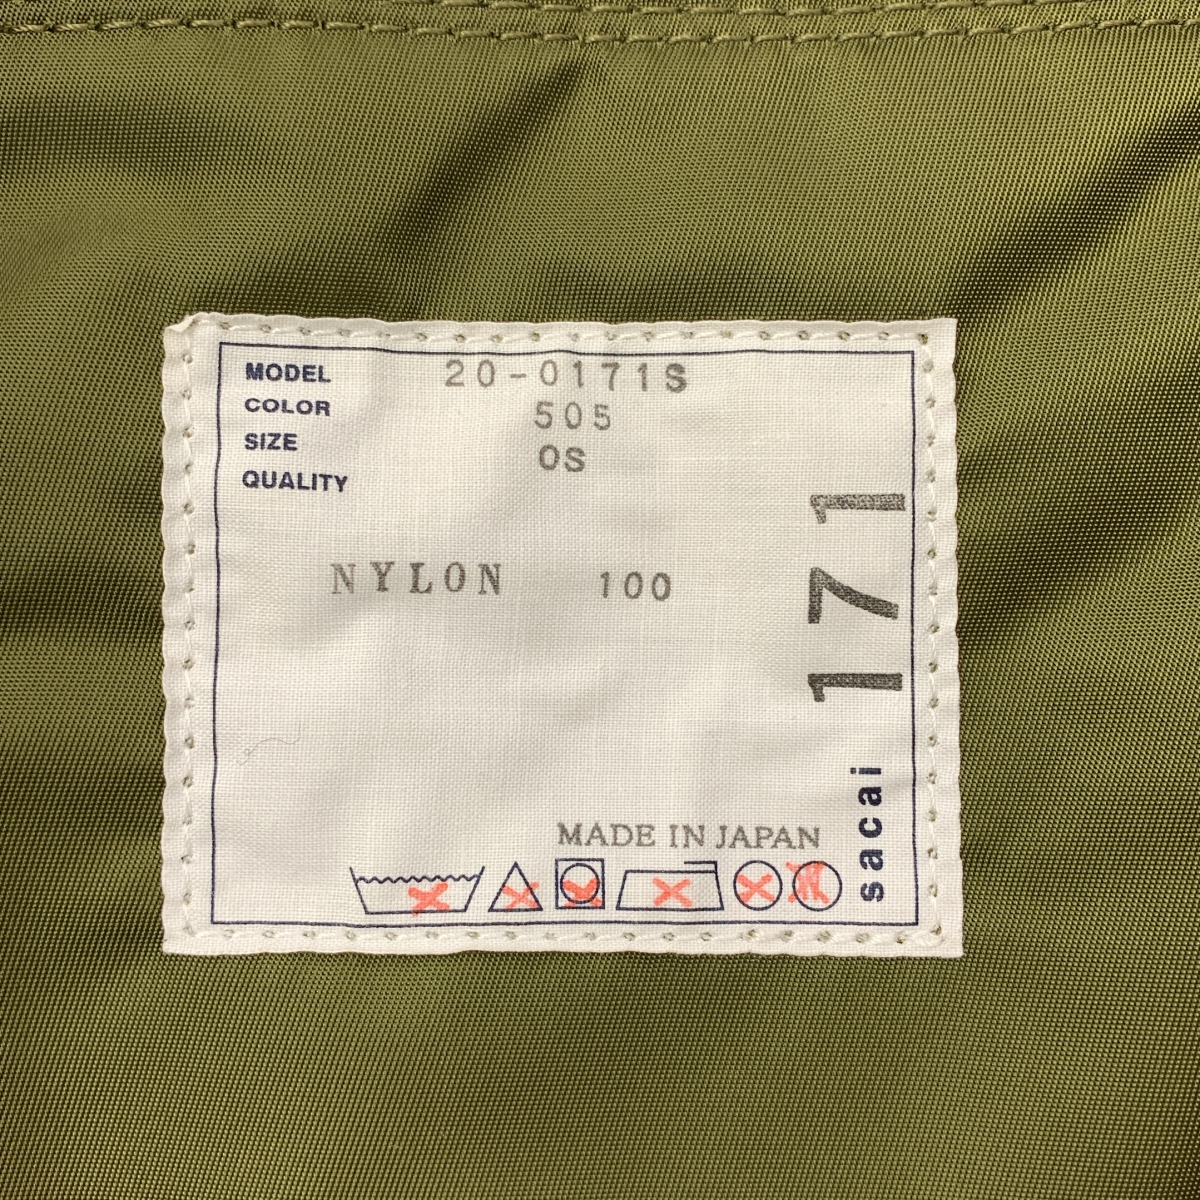 MODEL 20-0171S
COLOR 505
SIZE OS
QUALITY
NYLON 100
171
MADE IN JAPAN
sacai